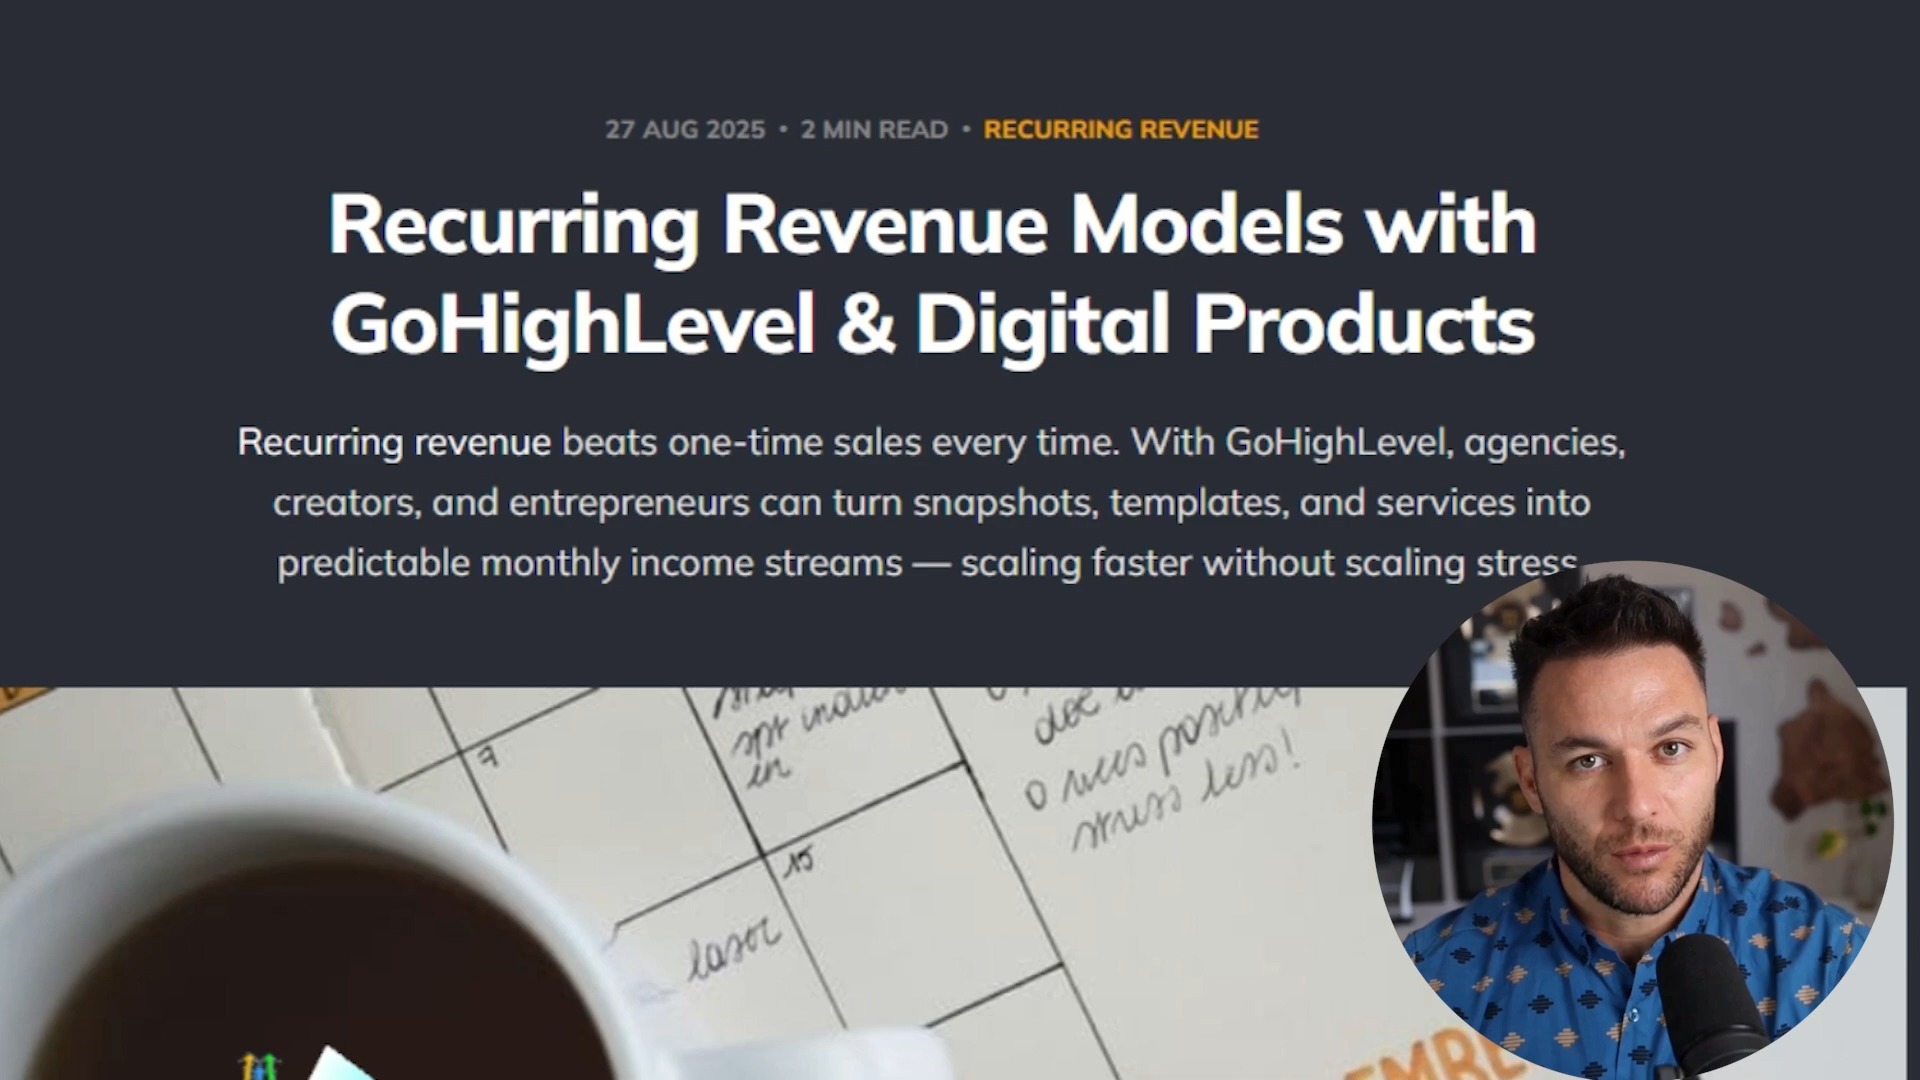 27 AUG 2025 • 2 MIN READ • RECURRING REVENUE
Recurring Revenue Models with
GoHighLevel & Digital Products
Recurring revenue beats one-time sales every time. With GoHighLevel, agencies,
creators, and entrepreneurs can turn snapshots, templates, and services into
predictable monthly income streams — scaling faster without scaling stress
in
stress less!
7
15